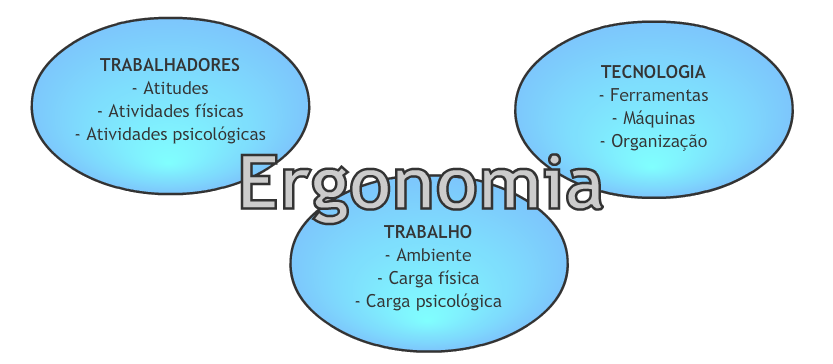 TRABALHADORES
- Atitudes
- Atividades físicas
- Atividades psicológicas
TECNOLOGIA
- Ferramentas
- Máquinas
- Organização
Ergonomia
TRABALHO
- Ambiente
- Carga física
- Carga psicológica